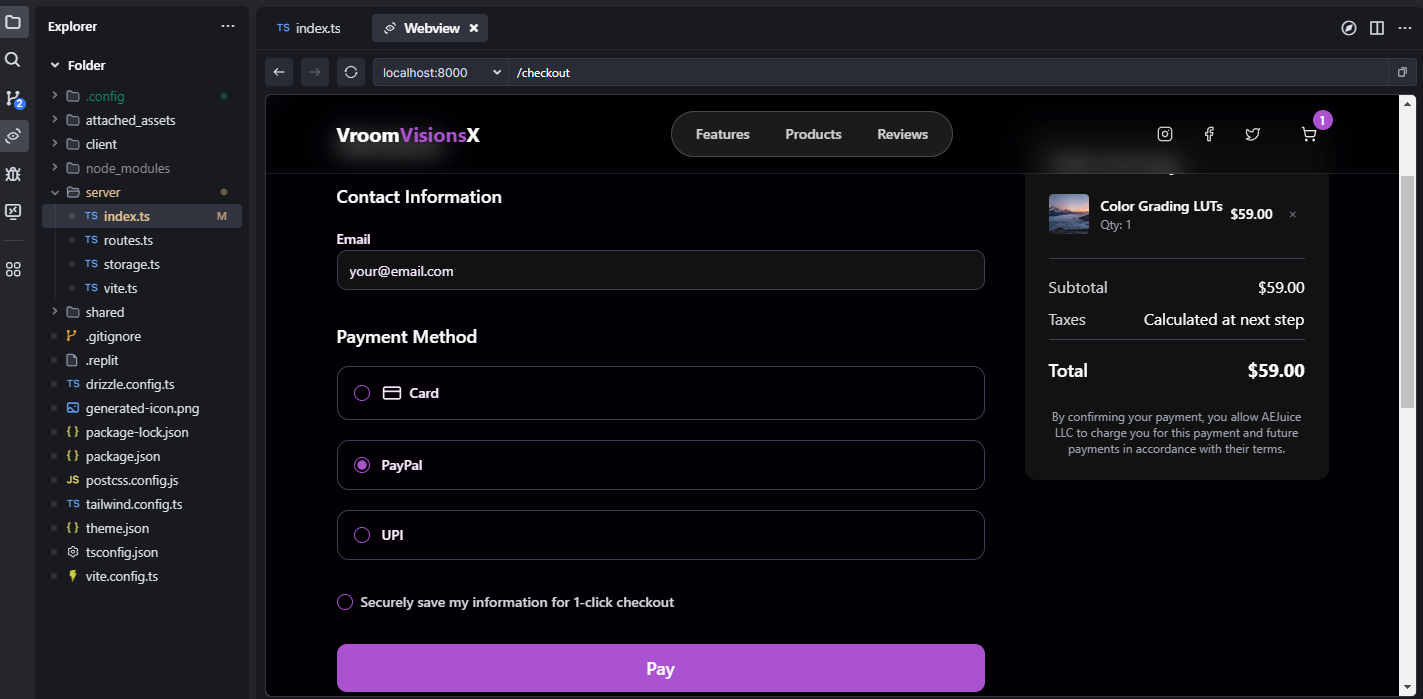 Explorer
Folder
.config
attached_assets
client
node_modules
server
TS index.ts M
TS routes.ts
TS storage.ts
TS vite.ts
shared
.gitignore
.replit
TS drizzle.config.ts
generated-icon.png
{} package-lock.json
{} package.json
JS postcss.config.js
TS tailwind.config.ts
{} theme.json
tsconfig.json
vite.config.ts
2
TS index.ts
Webview
localhost:8000
/checkout
VroomVisionsX
Features Products Reviews
1
Contact Information
Email
your@email.com
Payment Method
Card
PayPal
UPI
Securely save my information for 1-click checkout
Pay
Color Grading LUTs
Qty: 1
$59.00 ×
Subtotal $59.00
Taxes Calculated at next step
Total $59.00
By confirming your payment, you allow AEJuice
LLC to charge you for this payment and future
payments in accordance with their terms.